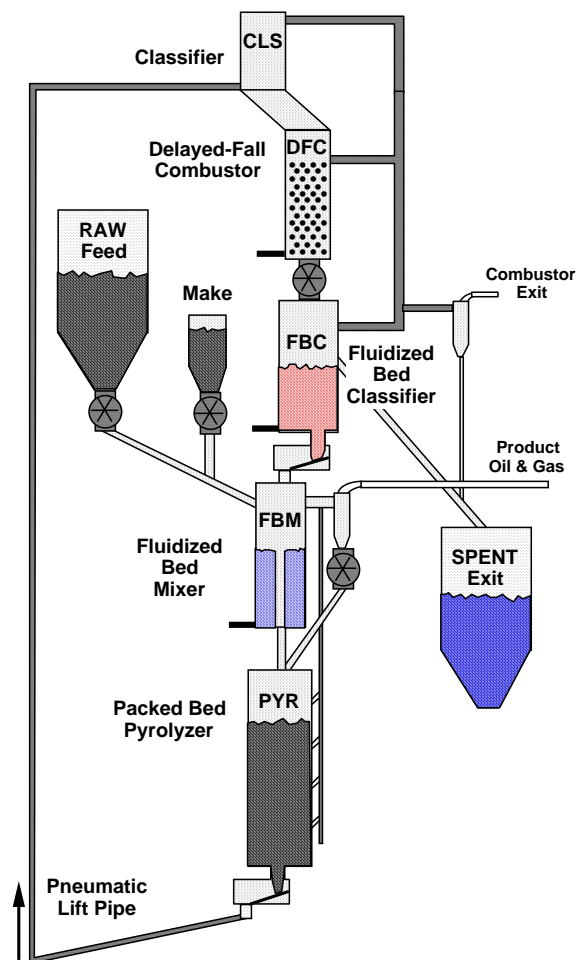 CLS
Classifier
DFC
Delayed-Fall
Combustor
RAW
Feed
Make
Combustor
Exit
FBC
Fluidized
Bed
Classifier
Product
Oil & Gas
FBM
Fluidized
Bed
Mixer
SPENT
Exit
PYR
Packed Bed
Pyrolyzer
Pneumatic
Lift Pipe